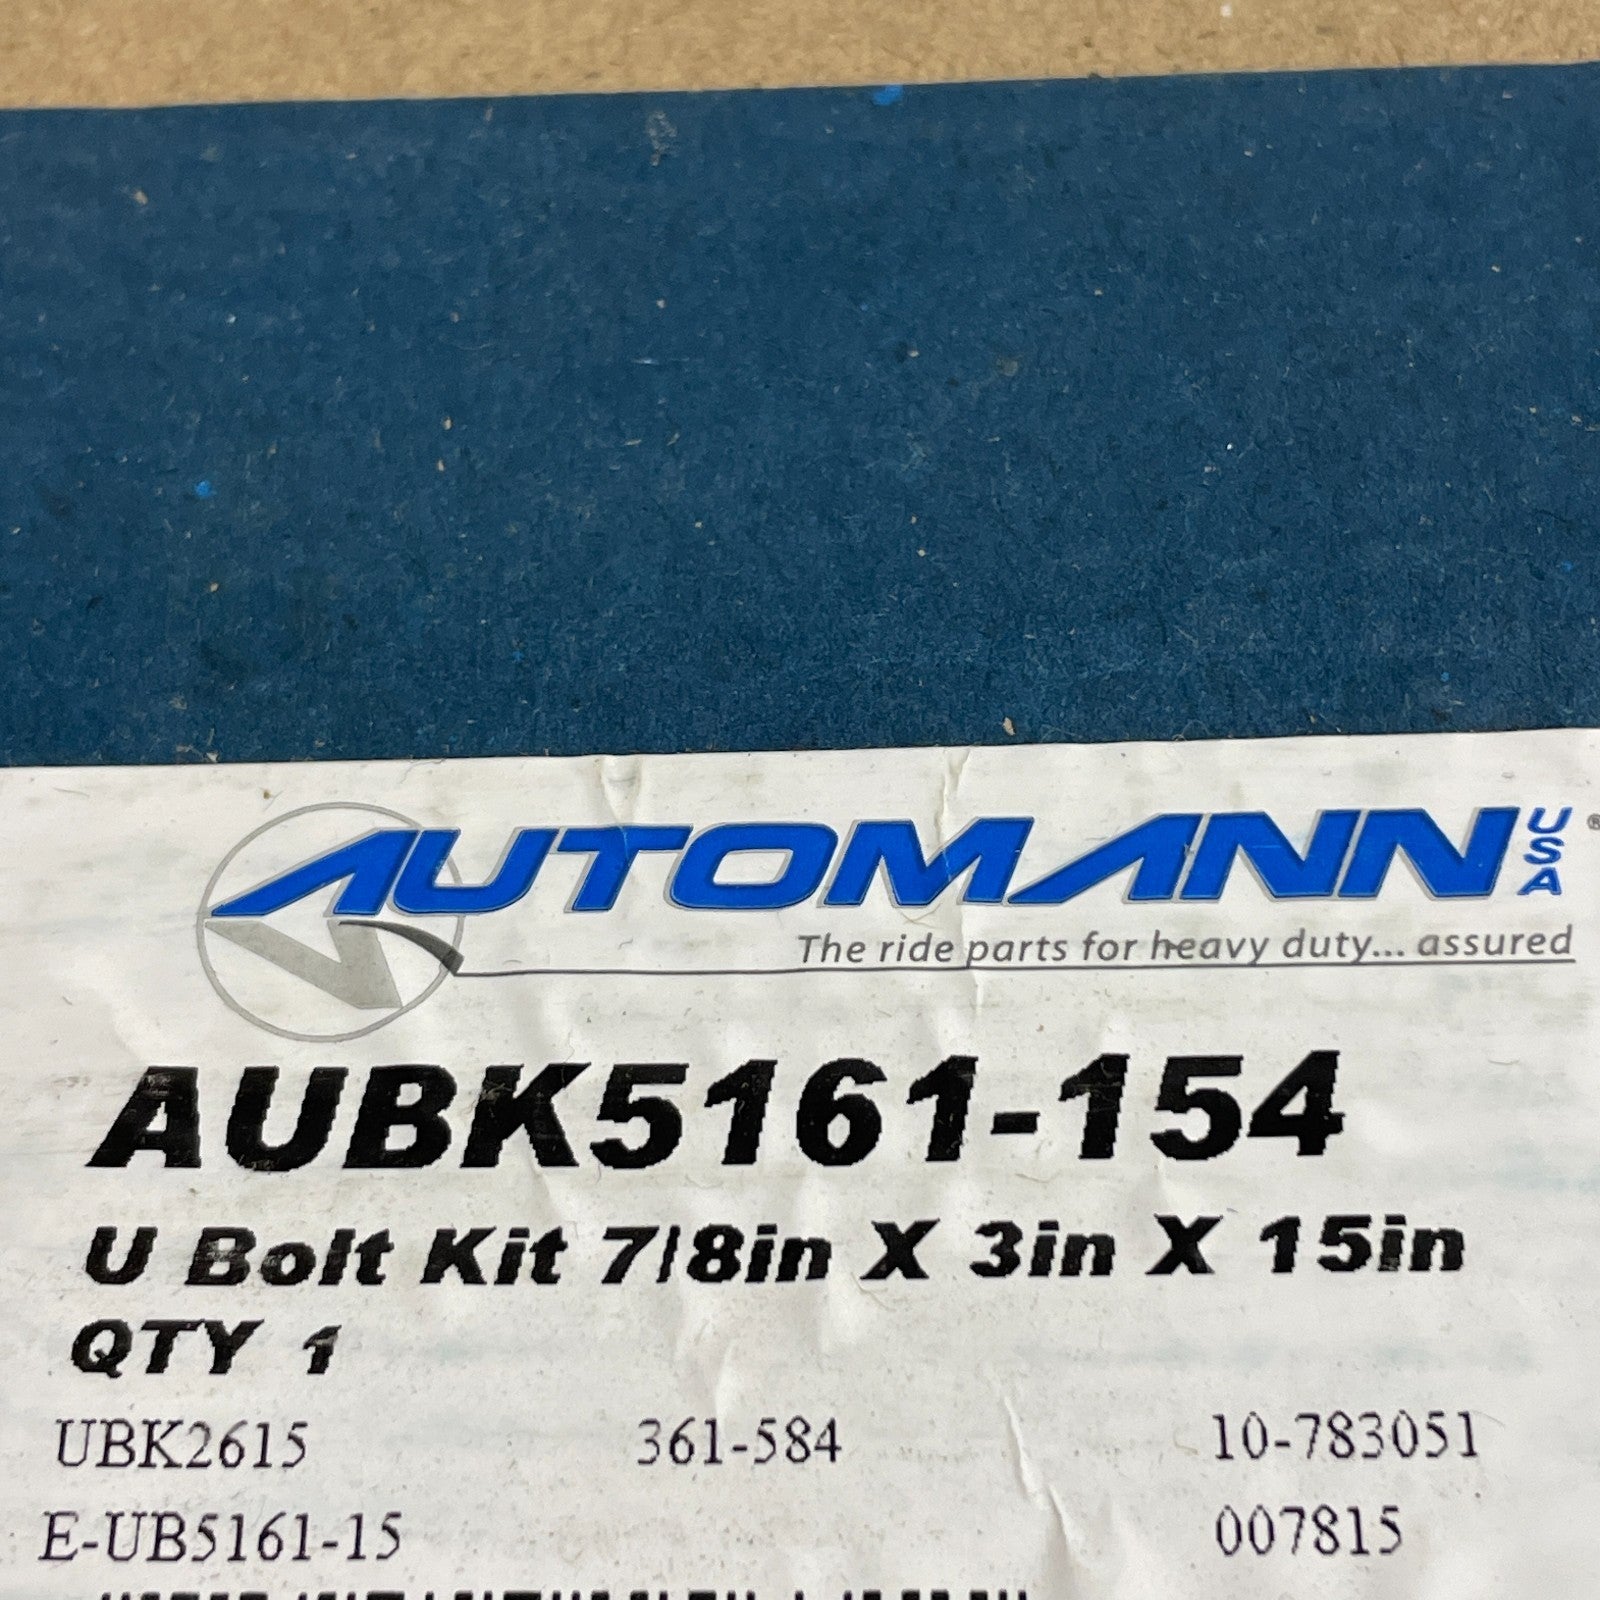 AUTOMANN USA ®
The ride parts for heavy duty... assured
AUBK5161-154
U Bolt Kit 7/8in X 3in X 15in
QTY 1
UBK2615 361-584 10-783051
E-UB5161-15 007815